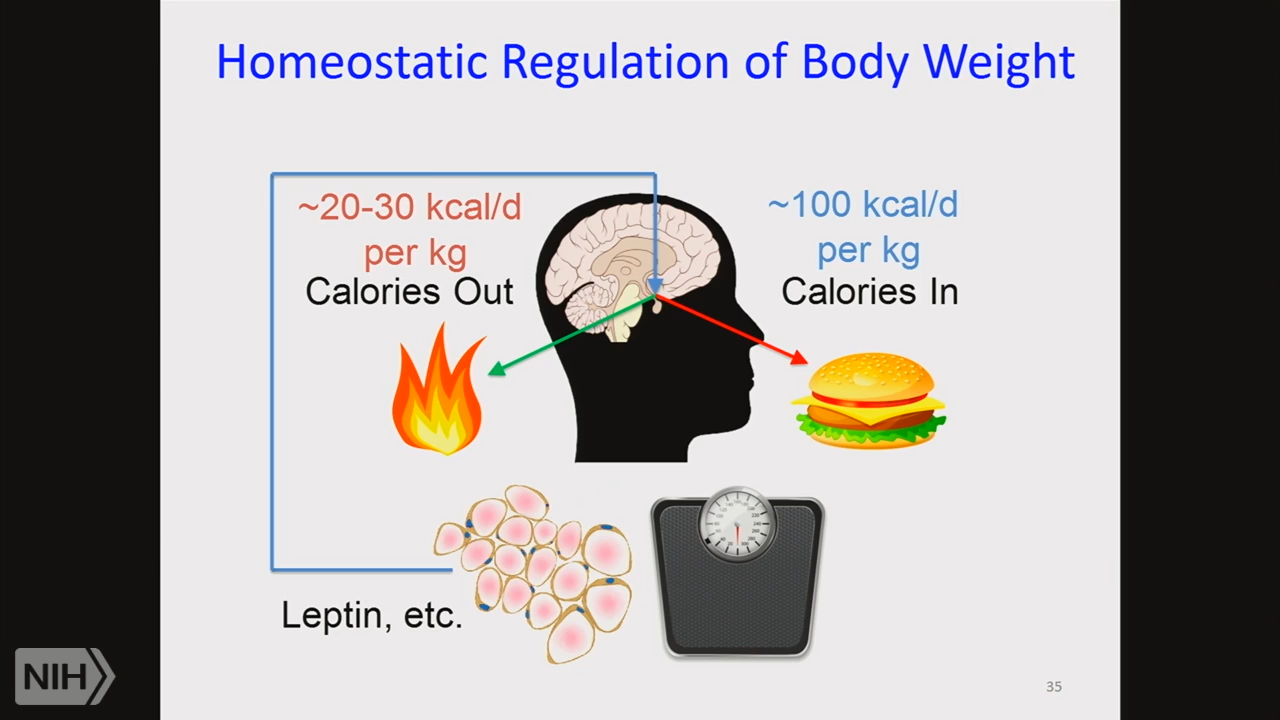 Homeostatic Regulation of Body Weight
~20-30 kcal/d
per kg
Calories Out
~100 kcal/d
per kg
Calories In
Leptin, etc.
NIH
35